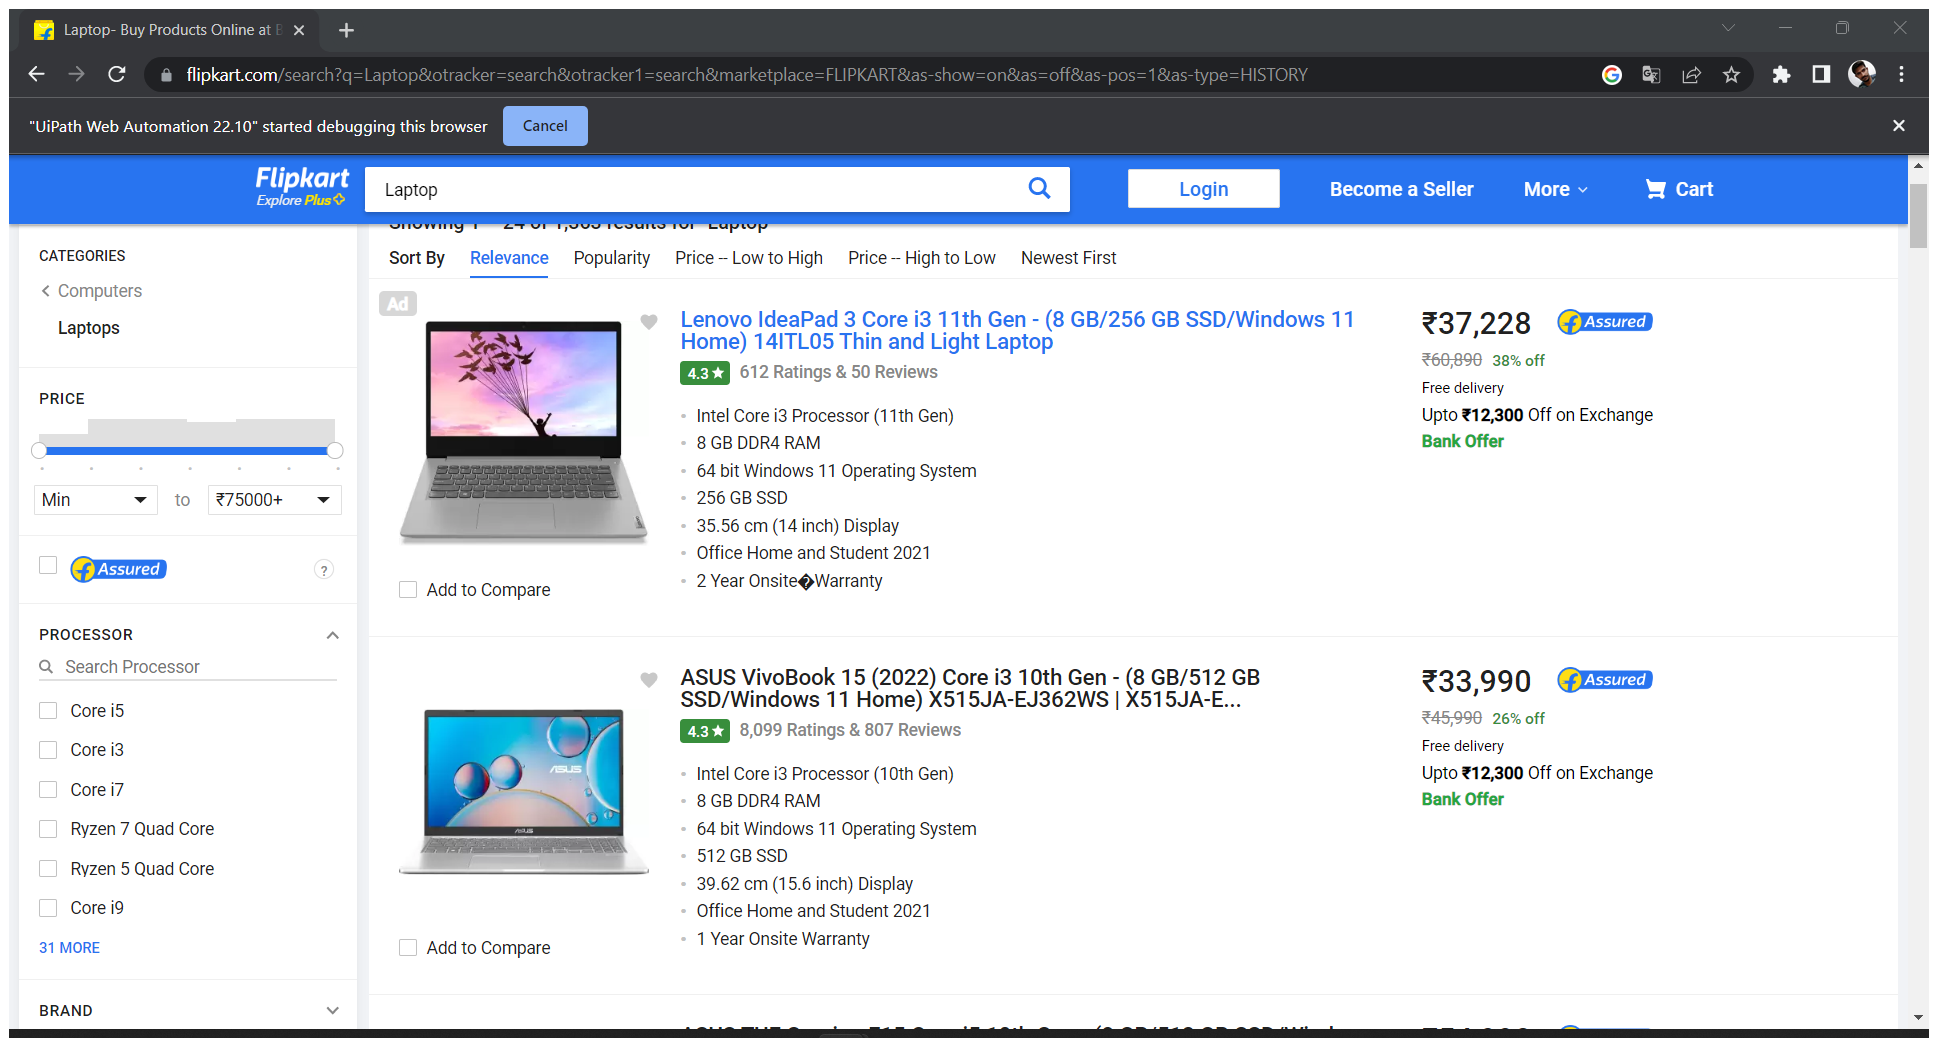 Laptop- Buy Products Online at B
flipkart.com/search?q=Laptop&otracker=search&otracker1=search&marketplace=FLIPKART&as-show=on&as=off&as-pos=1&as-type=HISTORY
"UiPath Web Automation 22.10" started debugging this browser
Cancel
Flipkart
Explore Plus
Laptop
Login
Become a Seller
More
Cart
CATEGORIES
Computers
Laptops
PRICE
Min to ₹75000+
Assured
?
PROCESSOR
Search Processor
Core i5
Core i3
Core i7
Ryzen 7 Quad Core
Ryzen 5 Quad Core
Core i9
31 MORE
BRAND
Showing 1 – 24 of 1,363 results for "Laptop"
Sort By Relevance Popularity Price -- Low to High Price -- High to Low Newest First
Ad
Lenovo IdeaPad 3 Core i3 11th Gen - (8 GB/256 GB SSD/Windows 11
Home) 14ITL05 Thin and Light Laptop
4.3★ 612 Ratings & 50 Reviews
Intel Core i3 Processor (11th Gen)
8 GB DDR4 RAM
64 bit Windows 11 Operating System
256 GB SSD
35.56 cm (14 inch) Display
Office Home and Student 2021
2 Year Onsite�Warranty
Add to Compare
₹37,228 Assured
₹60,890 38% off
Free delivery
Upto ₹12,300 Off on Exchange
Bank Offer
ASUS VivoBook 15 (2022) Core i3 10th Gen - (8 GB/512 GB
SSD/Windows 11 Home) X515JA-EJ362WS | X515JA-E...
4.3★ 8,099 Ratings & 807 Reviews
Intel Core i3 Processor (10th Gen)
8 GB DDR4 RAM
64 bit Windows 11 Operating System
512 GB SSD
39.62 cm (15.6 inch) Display
Office Home and Student 2021
1 Year Onsite Warranty
ASUS
ASUS
Add to Compare
₹33,990 Assured
₹45,990 26% off
Free delivery
Upto ₹12,300 Off on Exchange
Bank Offer